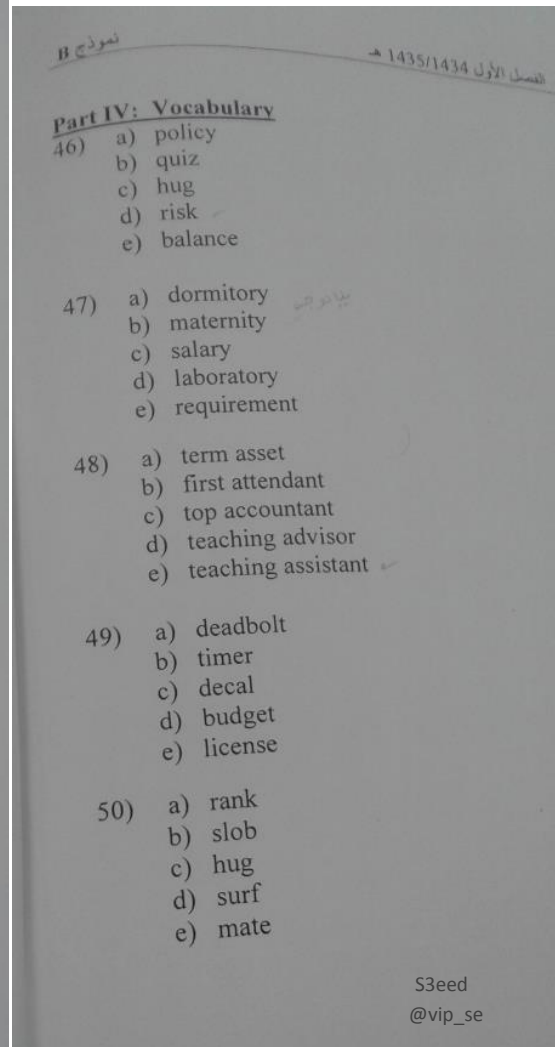 نموذج B
الفصل الأول 1435/1434 هـ
Part IV: Vocabulary
46) a) policy
b) quiz
c) hug
d) risk
e) balance
47) a) dormitory
b) maternity
c) salary
d) laboratory
e) requirement
48) a) term asset
b) first attendant
c) top accountant
d) teaching advisor
e) teaching assistant
49) a) deadbolt
b) timer
c) decal
d) budget
e) license
50) a) rank
b) slob
c) hug
d) surf
e) mate
S3eed
@vip_se